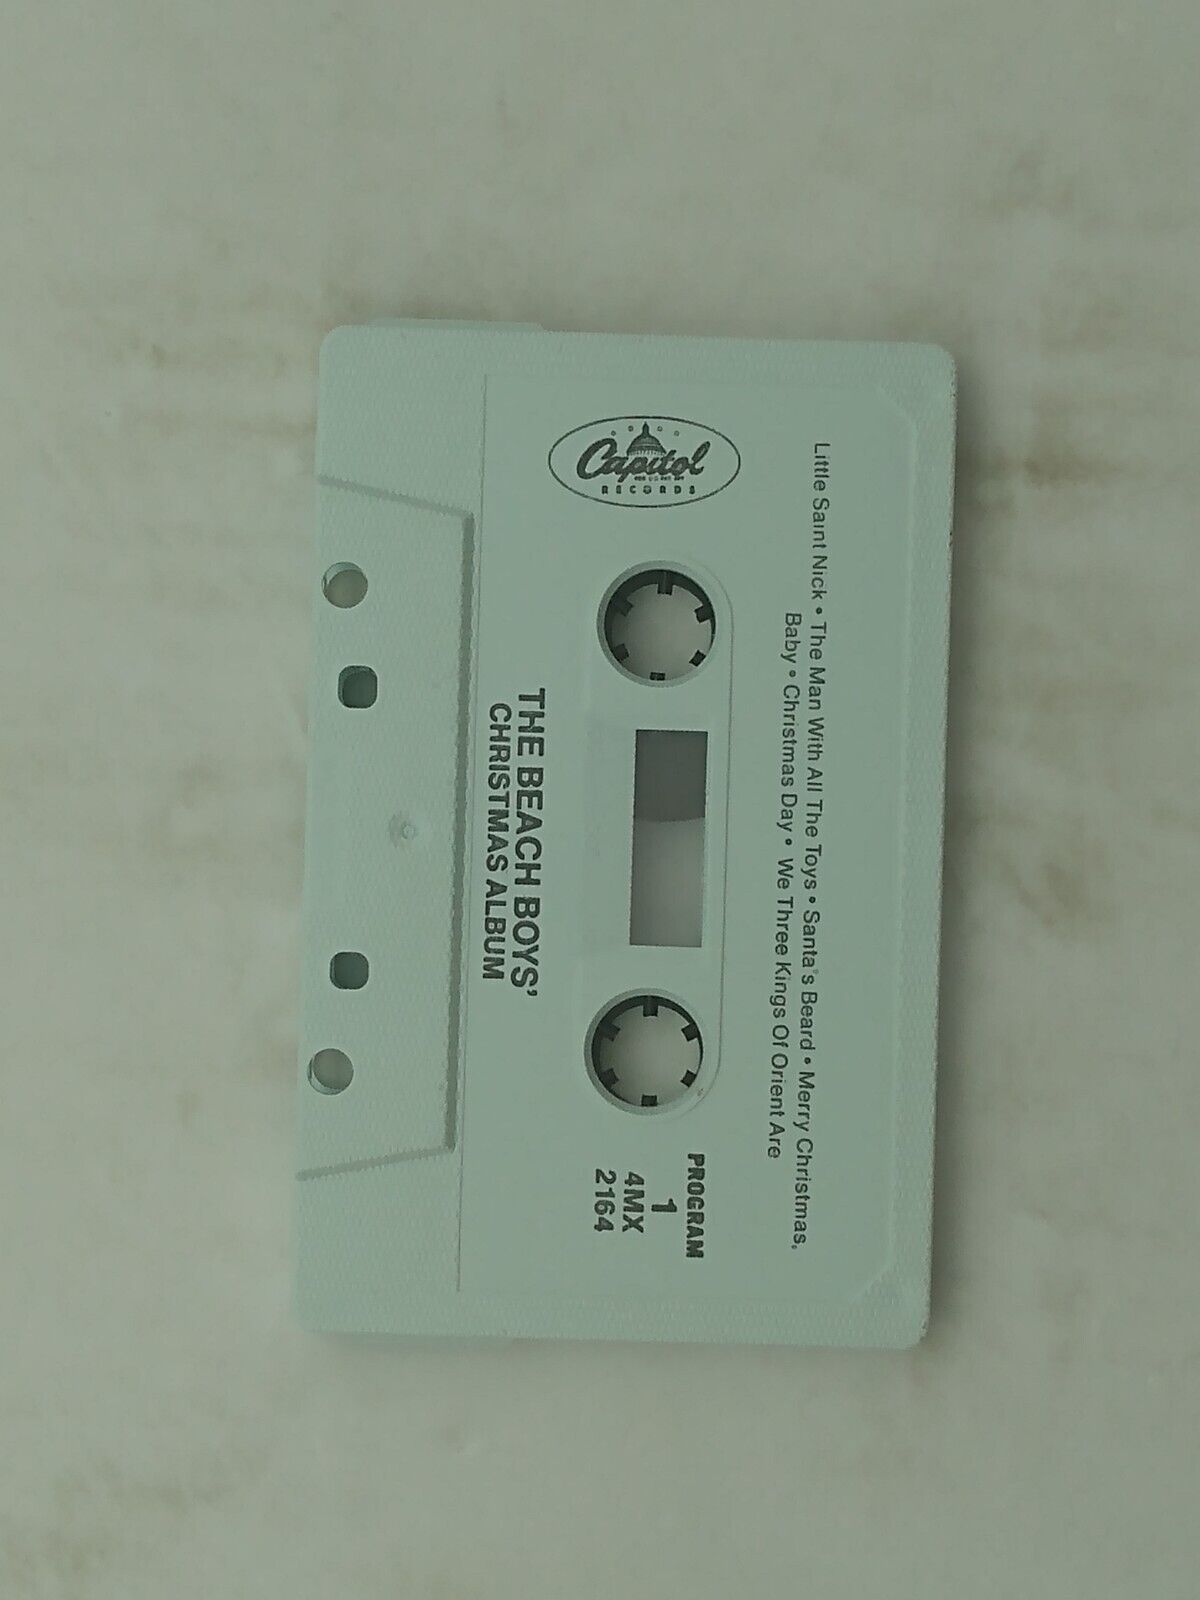 Little Saint Nick • The Man With All The Toys • Santa's Beard • Merry Christmas,
Baby • Christmas Day • We Three Kings Of Orient Are
Capitol
RECORDS
PROGRAM
1
4MX
2164
THE BEACH BOYS'
CHRISTMAS ALBUM